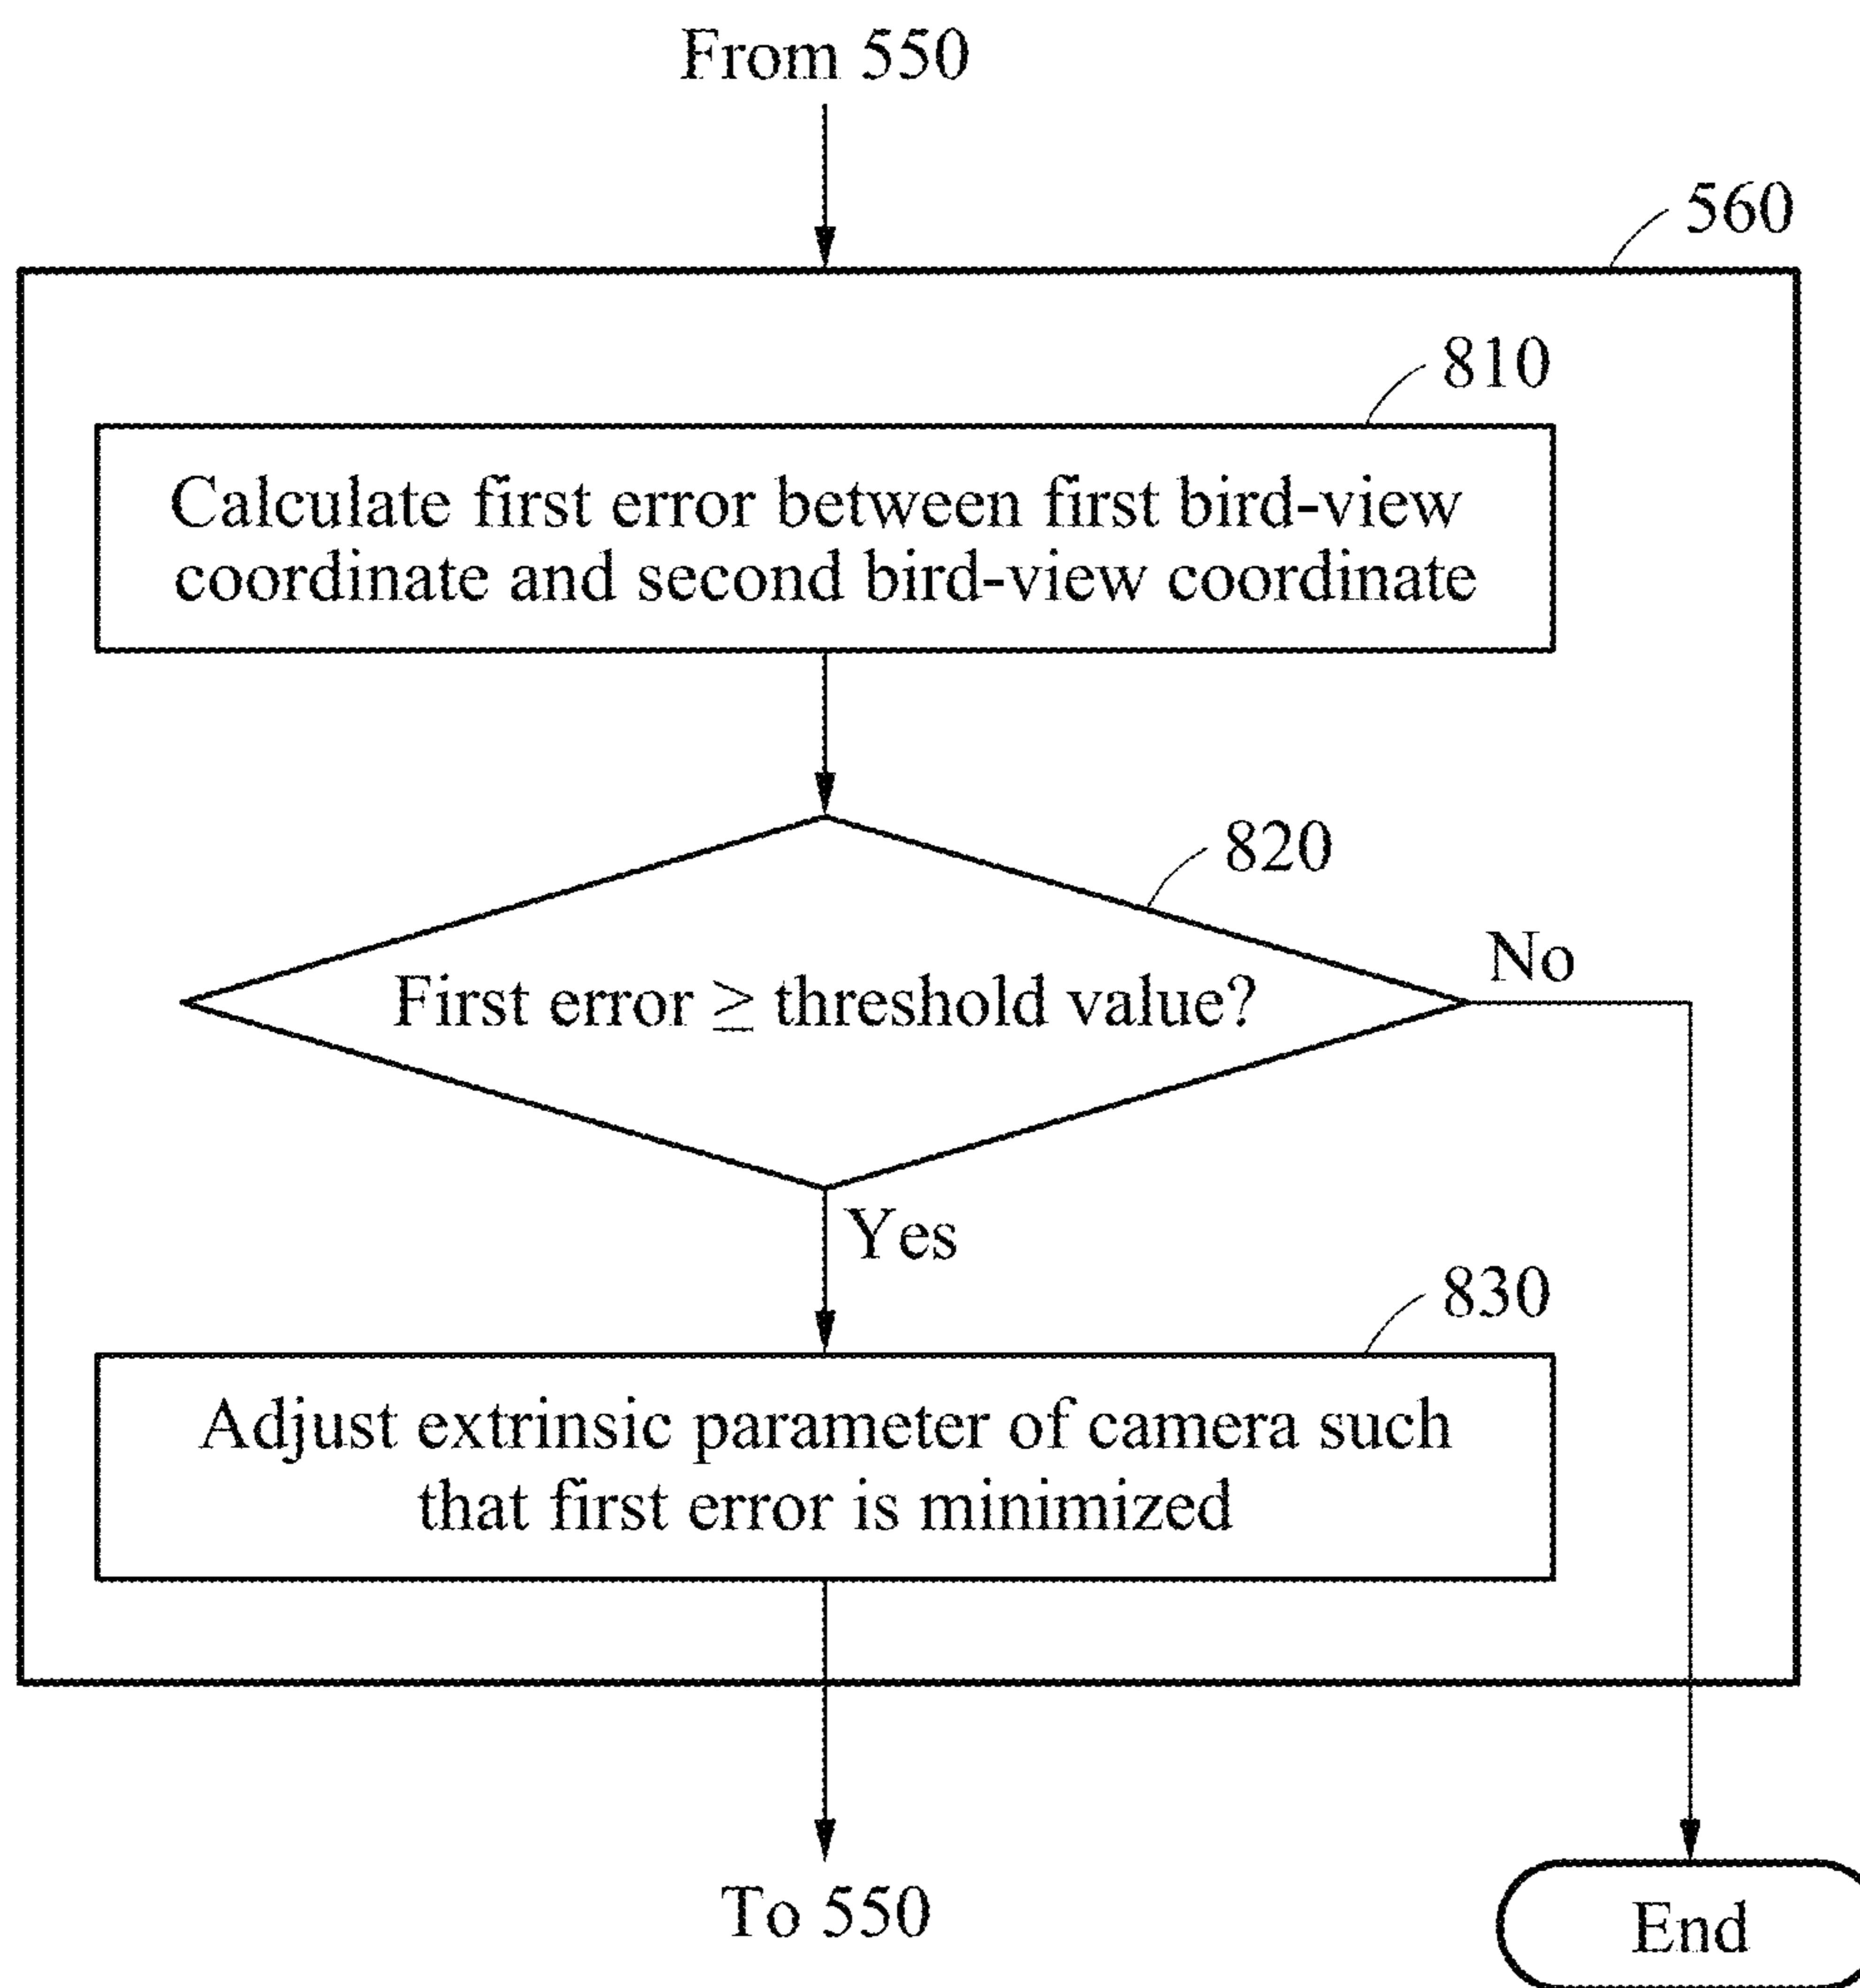 From 550
560
810
Calculate first error between first bird-view
coordinate and second bird-view coordinate
820
First error ≥ threshold value?
No
Yes
830
Adjust extrinsic parameter of camera such
that first error is minimized
To 550
End